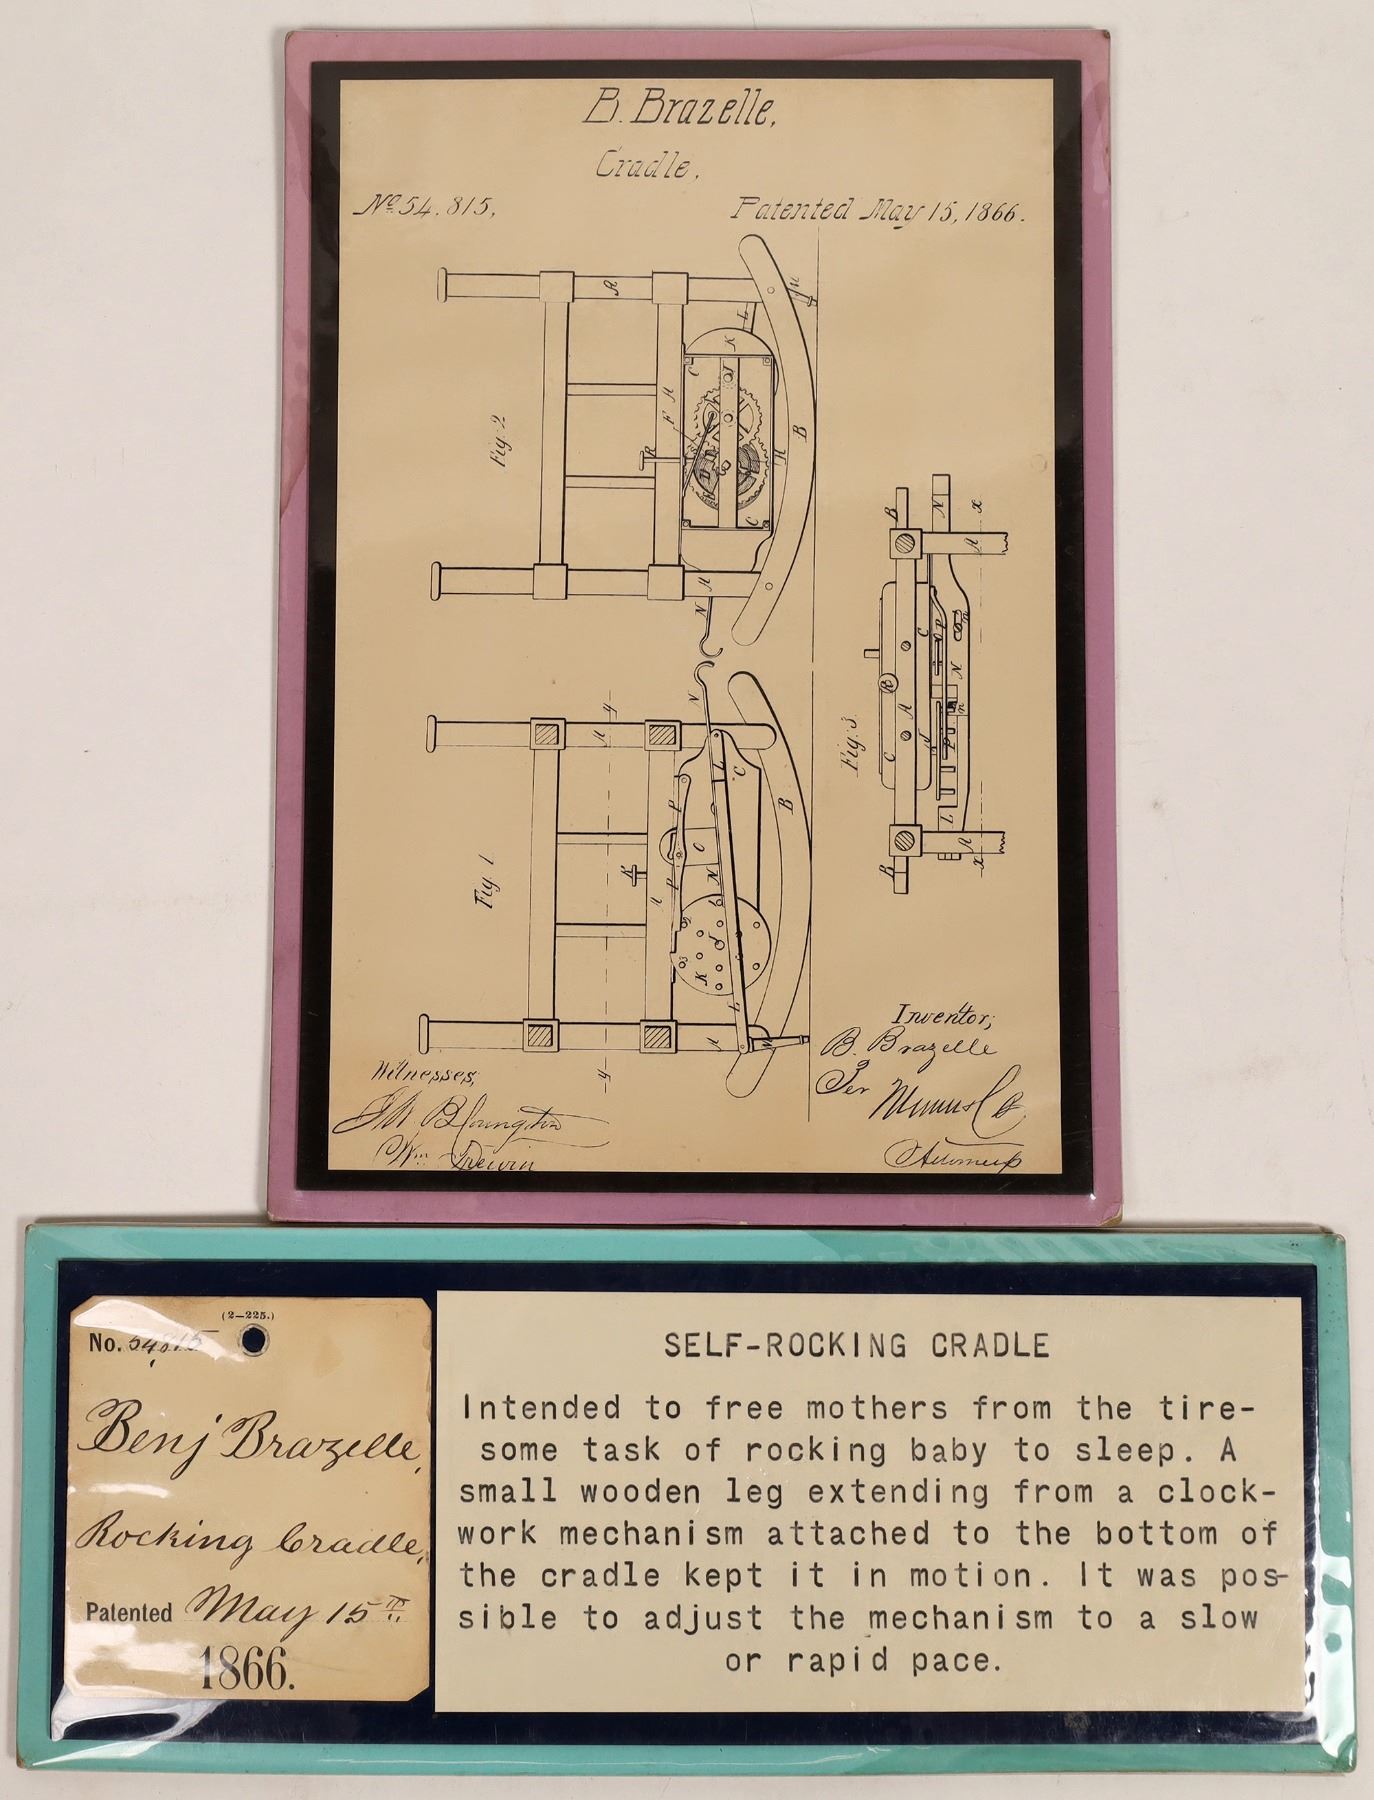 B. Brazelle,
Cradle,
No 54,815,
Patented May 15, 1866.
Fig. 2
Fig. 1.
Fig. 3.
Witnesses,
Wm
Inventor;
B. Brazelle
Per Munn & Co
Attorneys
(2—225.)
No. 54815
Benj Brazelle,
Rocking Cradle,
Patented May 15th
1866.
SELF-ROCKING CRADLE
Intended to free mothers from the tire-
some task of rocking baby to sleep. A
small wooden leg extending from a clock-
work mechanism attached to the bottom of
the cradle kept it in motion. It was pos-
sible to adjust the mechanism to a slow
or rapid pace.